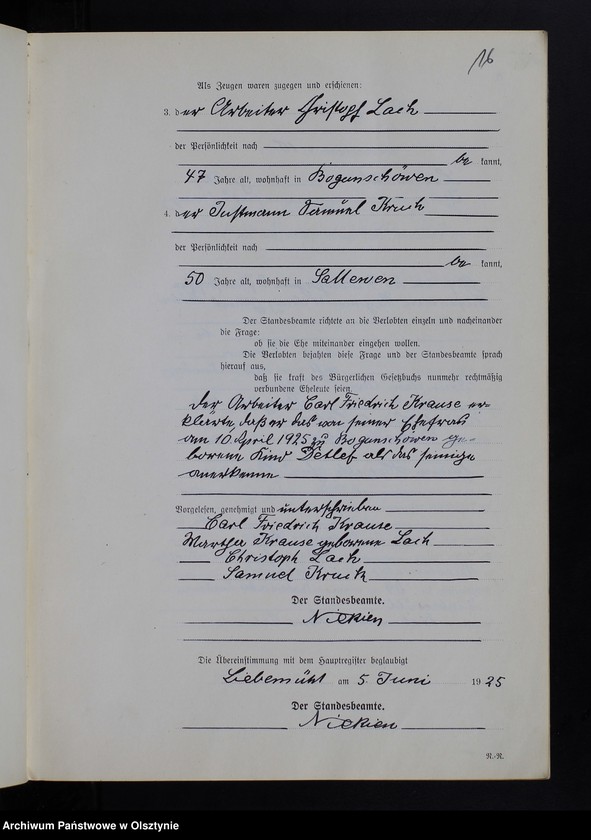 16
Als Zeugen waren zugegen und erschienen:
3. der Arbeiter Christoph Lach
der Persönlichkeit nach
be kannt,
47 Jahre alt, wohnhaft in Bogunschöwen
4. der Instmann Samuel Kruck
der Persönlichkeit nach
be kannt,
50 Jahre alt, wohnhaft in Sallewen
Der Standesbeamte richtete an die Verlobten einzeln und nacheinander
die Frage:
ob sie die Ehe miteinander eingehen wollen.
Die Verlobten bejahten diese Frage und der Standesbeamte sprach
hierauf aus,
daß sie kraft des Bürgerlichen Gesetzbuchs nunmehr rechtmäßig
verbundene Eheleute seien.
Der Arbeiter Carl Friedrich Krause er-
klärte, daß er das von seiner Ehefrau
am 10 April 1925 zu Bogunschöwen ge-
borene Kind Detlef als das seinige
anerkenne
Vorgelesen, genehmigt und unterschrieben
Carl Friedrich Krause
Martha Krause geborene Lach
Christoph Lach
Samuel Kruck
Der Standesbeamte.
Nickien
Die Übereinstimmung mit dem Hauptregister beglaubigt
Liebemühl am 5. Juni 1925
Der Standesbeamte.
Nickien
R.-R.
Archiwum Państwowe w Olsztynie